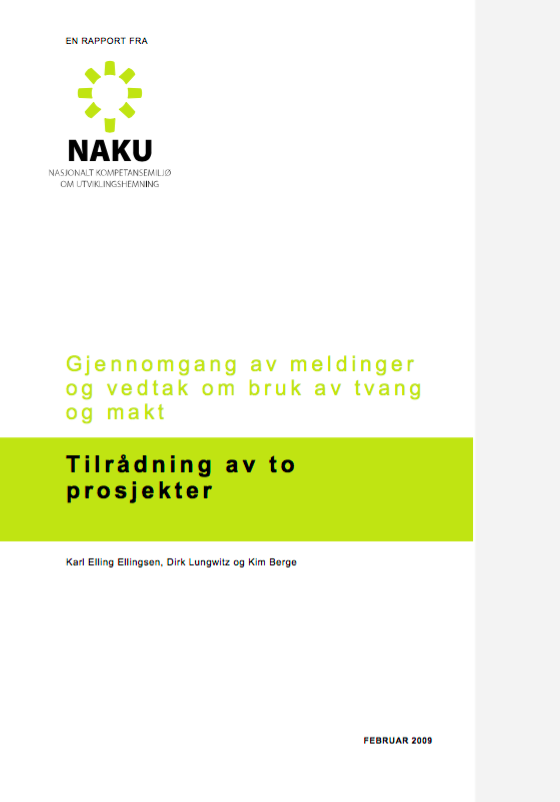 EN RAPPORT FRA
NAKU
NASJONALT KOMPETANSEMILJØ
OM UTVIKLINGSHEMNING
Gjennomgang av meldinger
og vedtak om bruk av tvang
og makt
Tilrådning av to
prosjekter
Karl Elling Ellingsen, Dirk Lungwitz og Kim Berge
FEBRUAR 2009